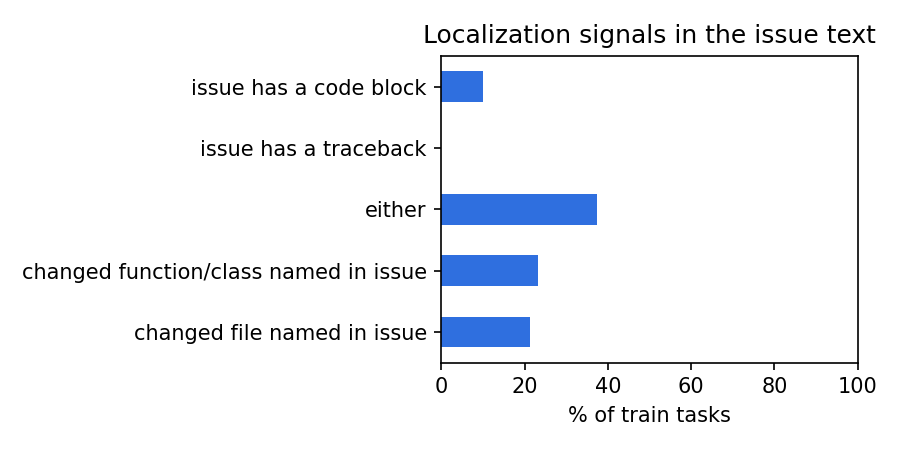 Localization signals in the issue text
issue has a code block
issue has a traceback
either
changed function/class named in issue
changed file named in issue
0 20 40 60 80 100
% of train tasks